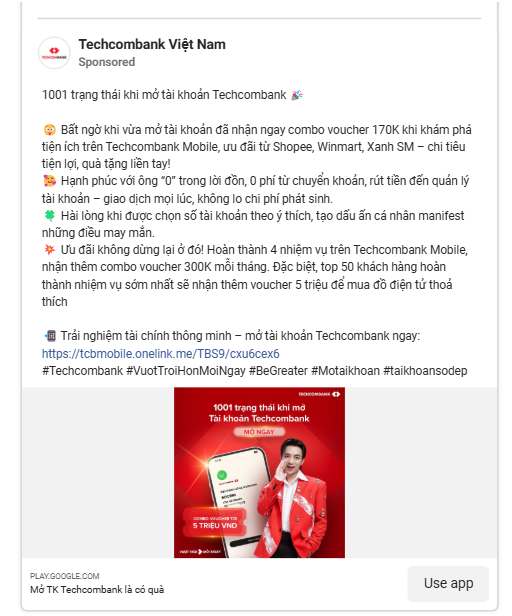 Techcombank Việt Nam
Sponsored
1001 trạng thái khi mở tài khoản Techcombank 🎉
🤯 Bất ngờ khi vừa mở tài khoản đã nhận ngay combo voucher 170K khi khám phá
tiện ích trên Techcombank Mobile, ưu đãi từ Shopee, Winmart, Xanh SM – chi tiêu
tiện lợi, quà tặng liền tay!
🥰 Hạnh phúc với ông “0” trong lời đồn, 0 phí từ chuyển khoản, rút tiền đến quản lý
tài khoản – giao dịch mọi lúc, không lo chi phí phát sinh.
🍀 Hài lòng khi được chọn số tài khoản theo ý thích, tạo dấu ấn cá nhân manifest
những điều may mắn.
💥 Ưu đãi không dừng lại ở đó! Hoàn thành 4 nhiệm vụ trên Techcombank Mobile,
nhận thêm combo voucher 300K mỗi tháng. Đặc biệt, top 50 khách hàng hoàn
thành nhiệm vụ sớm nhất sẽ nhận thêm voucher 5 triệu để mua đồ điện tử thoả
thích
📲 Trải nghiệm tài chính thông minh – mở tài khoản Techcombank ngay:
https://tcbmobile.onelink.me/TBS9/cxu6cex6
#Techcombank #VuotTroiHonMoiNgay #BeGreater #Motaikhoan #taikhoansodep
TECHCOMBANK
1001 trạng thái khi mở
Tài khoản Techcombank
MỞ NGAY
COMBO VOUCHER TỚI
5 TRIỆU VND
VƯỢT TRỘI HƠN MỖI NGÀY
PLAY.GOOGLE.COM
Mở TK Techcombank là có quà
Use app